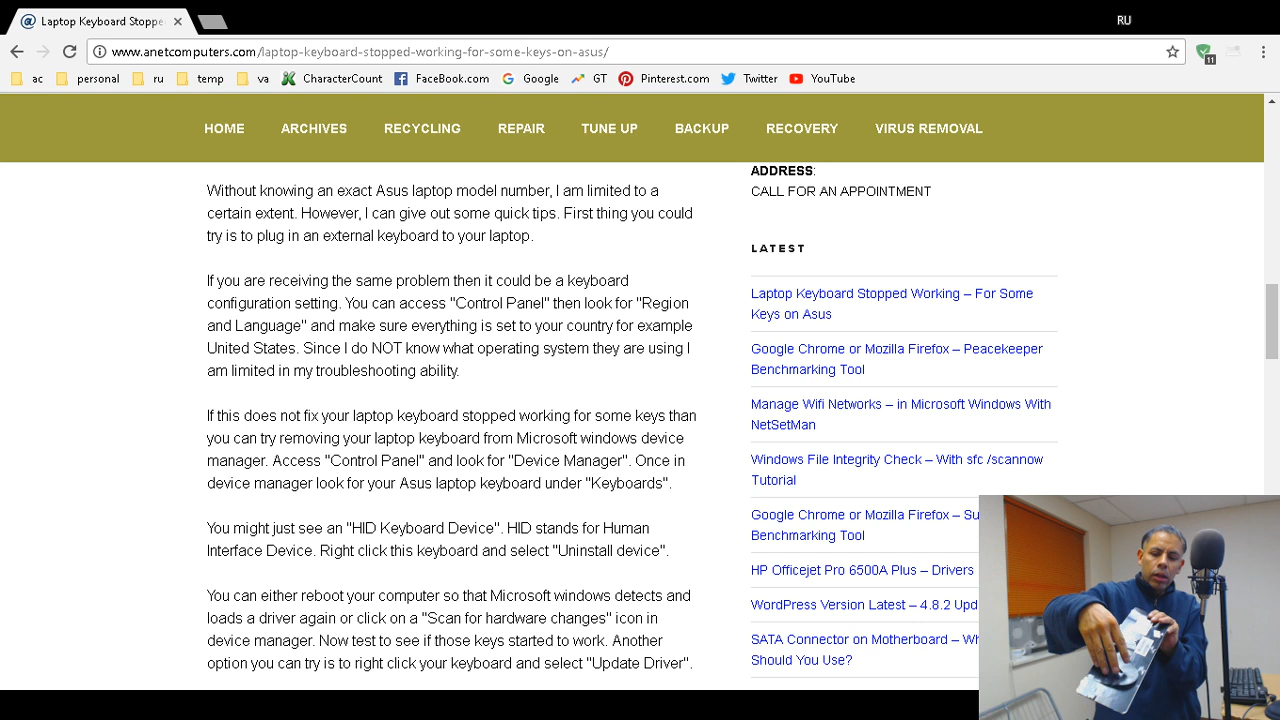 RU
Laptop Keyboard Stoppe
www.anetcomputers.com/laptop-keyboard-stopped-working-for-some-keys-on-asus/
11
ac personal ru temp va CharacterCount FaceBook.com Google GT Pinterest.com Twitter YouTube
HOME ARCHIVES RECYCLING REPAIR TUNE UP BACKUP RECOVERY VIRUS REMOVAL
Without knowing an exact Asus laptop model number, I am limited to a
certain extent. However, I can give out some quick tips. First thing you could
try is to plug in an external keyboard to your laptop.
If you are receiving the same problem then it could be a keyboard
configuration setting. You can access "Control Panel" then look for "Region
and Language" and make sure everything is set to your country for example
United States. Since I do NOT know what operating system they are using I
am limited in my troubleshooting ability.
If this does not fix your laptop keyboard stopped working for some keys than
you can try removing your laptop keyboard from Microsoft windows device
manager. Access "Control Panel" and look for "Device Manager". Once in
device manager look for your Asus laptop keyboard under "Keyboards".
You might just see an "HID Keyboard Device". HID stands for Human
Interface Device. Right click this keyboard and select "Uninstall device".
You can either reboot your computer so that Microsoft windows detects and
loads a driver again or click on a "Scan for hardware changes" icon in
device manager. Now test to see if those keys started to work. Another
option you can try is to right click your keyboard and select "Update Driver".
ADDRESS:
CALL FOR AN APPOINTMENT
LATEST
Laptop Keyboard Stopped Working – For Some
Keys on Asus
Google Chrome or Mozilla Firefox – Peacekeeper
Benchmarking Tool
Manage Wifi Networks – in Microsoft Windows With
NetSetMan
Windows File Integrity Check – With sfc /scannow
Tutorial
Google Chrome or Mozilla Firefox – Su
Benchmarking Tool
HP Officejet Pro 6500A Plus – Drivers
WordPress Version Latest – 4.8.2 Upd
SATA Connector on Motherboard – Wh
Should You Use?